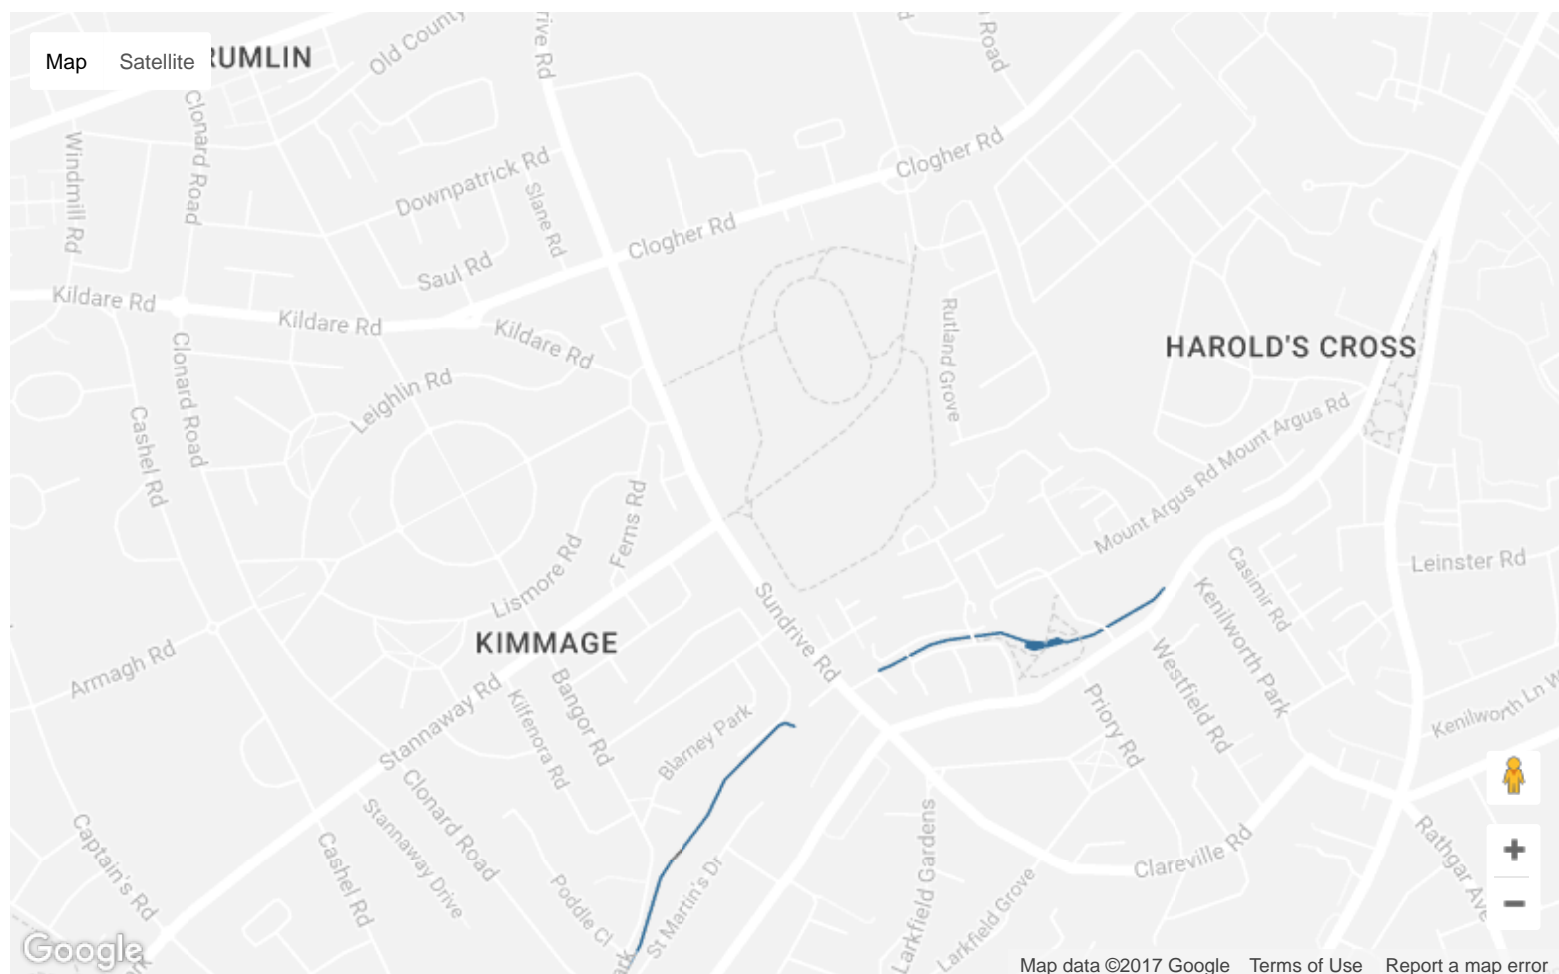 Map
Satellite
RUMLIN
Old County
rive Rd
Road
Clonard Road
Windmill Rd
Downpatrick Rd
Slane Rd
Clogher Rd
Clogher Rd
Saul Rd
Kildare Rd
Kildare Rd
Kildare Rd
Rutland Grove
HAROLD'S CROSS
Clonard Road
Leighlin Rd
Cashel Rd
Mount Argus Rd
Mount Argus Rd
Ferns Rd
Lismore Rd
Leinster Rd
Casimir Rd
Kenilworth Park
Sundrive Rd
KIMMAGE
Armagh Rd
Stannaway Rd
Bangor Rd
Kilfenora Rd
Blarney Park
Westfield Rd
Priory Rd
Kenilworth Ln W
Clonard Road
Stannaway Drive
Captain's Rd
Cashel Rd
Poddle Cl
St Martin's Dr
Larkfield Gardens
Larkfield Grove
Clareville Rd
Rathgar Ave
ark
Google
Map data ©2017 Google
Terms of Use
Report a map error